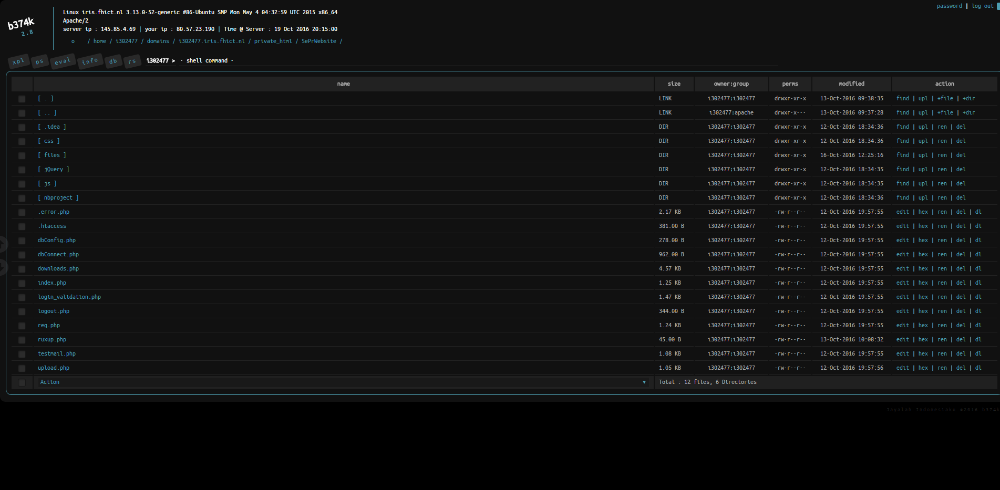 password | log out
Linux iris.fhict.nl 3.13.0-52-generic #86-Ubuntu SMP Mon May 4 04:32:59 UTC 2015 x86_64
Apache/2
b374k
2.8
server ip : 145.85.4.69 | your ip : 80.57.23.190 | Time @ Server : 19 Oct 2016 20:15:00
o / home / i302477 / domains / i302477.iris.fhict.nl / private_html / SePrWebsite /
xpl ps eval info db rs i302477 > - shell command -
name size owner:group perms modified action
[ . ] LINK i302477:i302477 drwxr-xr-x 13-Oct-2016 09:38:35 find | upl | +file | +dir
[ .. ] LINK i302477:apache drwxr-x--- 13-Oct-2016 09:37:28 find | upl | +file | +dir
[ .idea ] DIR i302477:i302477 drwxr-xr-x 12-Oct-2016 18:34:36 find | upl | ren | del
[ css ] DIR i302477:i302477 drwxr-xr-x 12-Oct-2016 18:34:36 find | upl | ren | del
[ files ] DIR i302477:i302477 drwxr-xr-x 16-Oct-2016 12:25:16 find | upl | ren | del
[ jQuery ] DIR i302477:i302477 drwxr-xr-x 12-Oct-2016 18:34:35 find | upl | ren | del
[ js ] DIR i302477:i302477 drwxr-xr-x 12-Oct-2016 18:34:35 find | upl | ren | del
[ nbproject ] DIR i302477:i302477 drwxr-xr-x 12-Oct-2016 18:34:36 find | upl | ren | del
.error.php 2.17 KB i302477:i302477 -rw-r--r-- 12-Oct-2016 19:57:55 edit | hex | ren | del | dl
.htaccess 381.00 B i302477:i302477 -rw-r--r-- 12-Oct-2016 19:57:55 edit | hex | ren | del | dl
dbConfig.php 278.00 B i302477:i302477 -rw-r--r-- 12-Oct-2016 19:57:55 edit | hex | ren | del | dl
dbConnect.php 962.00 B i302477:i302477 -rw-r--r-- 12-Oct-2016 19:57:55 edit | hex | ren | del | dl
downloads.php 4.57 KB i302477:i302477 -rw-r--r-- 12-Oct-2016 19:57:55 edit | hex | ren | del | dl
index.php 1.25 KB i302477:i302477 -rw-r--r-- 12-Oct-2016 19:57:55 edit | hex | ren | del | dl
login_validation.php 1.47 KB i302477:i302477 -rw-r--r-- 12-Oct-2016 19:57:55 edit | hex | ren | del | dl
logout.php 344.00 B i302477:i302477 -rw-r--r-- 12-Oct-2016 19:57:55 edit | hex | ren | del | dl
reg.php 1.24 KB i302477:i302477 -rw-r--r-- 12-Oct-2016 19:57:55 edit | hex | ren | del | dl
ruxup.php 45.00 B i302477:i302477 -rw-r--r-- 13-Oct-2016 10:08:32 edit | hex | ren | del | dl
testmail.php 1.08 KB i302477:i302477 -rw-r--r-- 12-Oct-2016 19:57:55 edit | hex | ren | del | dl
upload.php 1.05 KB i302477:i302477 -rw-r--r-- 12-Oct-2016 19:57:56 edit | hex | ren | del | dl
Action Total : 12 files, 6 Directories
Jayalah Indonesiaku ©2016 b374k